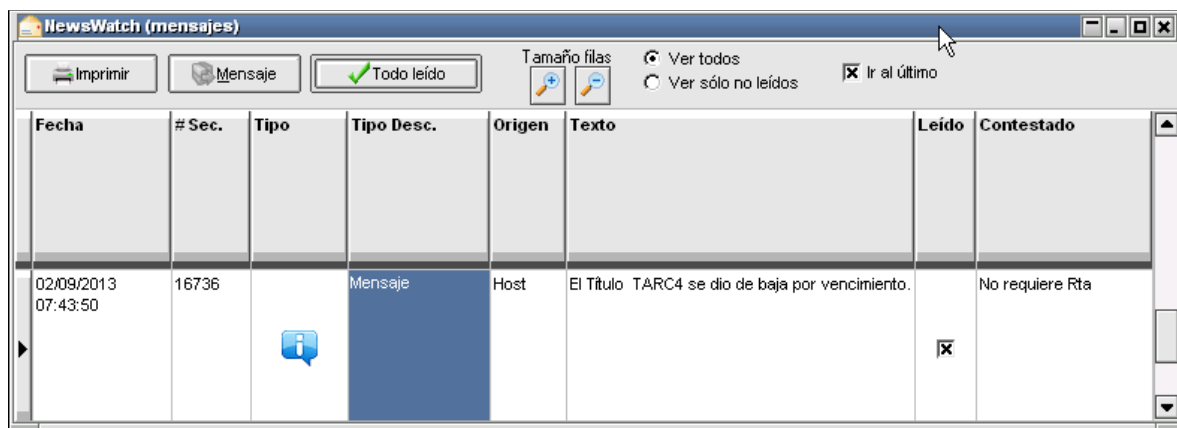 NewsWatch (mensajes)
Imprimir
Mensaje
Todo leído
Tamaño filas
Ver todos
Ver sólo no leídos
Ir al último
Fecha # Sec. Tipo Tipo Desc. Origen Texto Leído Contestado
02/09/2013 16736 Mensaje Host El Título TARC4 se dio de baja por vencimiento. No requiere Rta
07:43:50